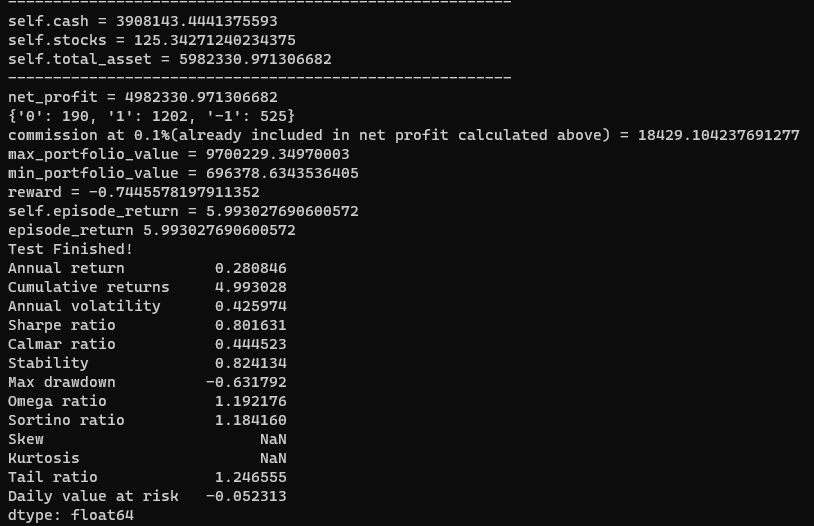 --------------------------------------------------------
self.cash = 3908143.4441375593
self.stocks = 125.34271240234375
self.total_asset = 5982330.971306682
--------------------------------------------------------
net_profit = 4982330.971306682
{'0': 190, '1': 1202, '-1': 525}
commission at 0.1%(already included in net profit calculated above) = 18429.104237691277
max_portfolio_value = 9700229.34970003
min_portfolio_value = 696378.6343536405
reward = -0.7445578197911352
self.episode_return = 5.993027690600572
episode_return 5.993027690600572
Test Finished!
Annual return          0.280846
Cumulative returns     4.993028
Annual volatility      0.425974
Sharpe ratio           0.801631
Calmar ratio           0.444523
Stability              0.824134
Max drawdown          -0.631792
Omega ratio            1.192176
Sortino ratio          1.184160
Skew                        NaN
Kurtosis                    NaN
Tail ratio             1.246555
Daily value at risk   -0.052313
dtype: float64